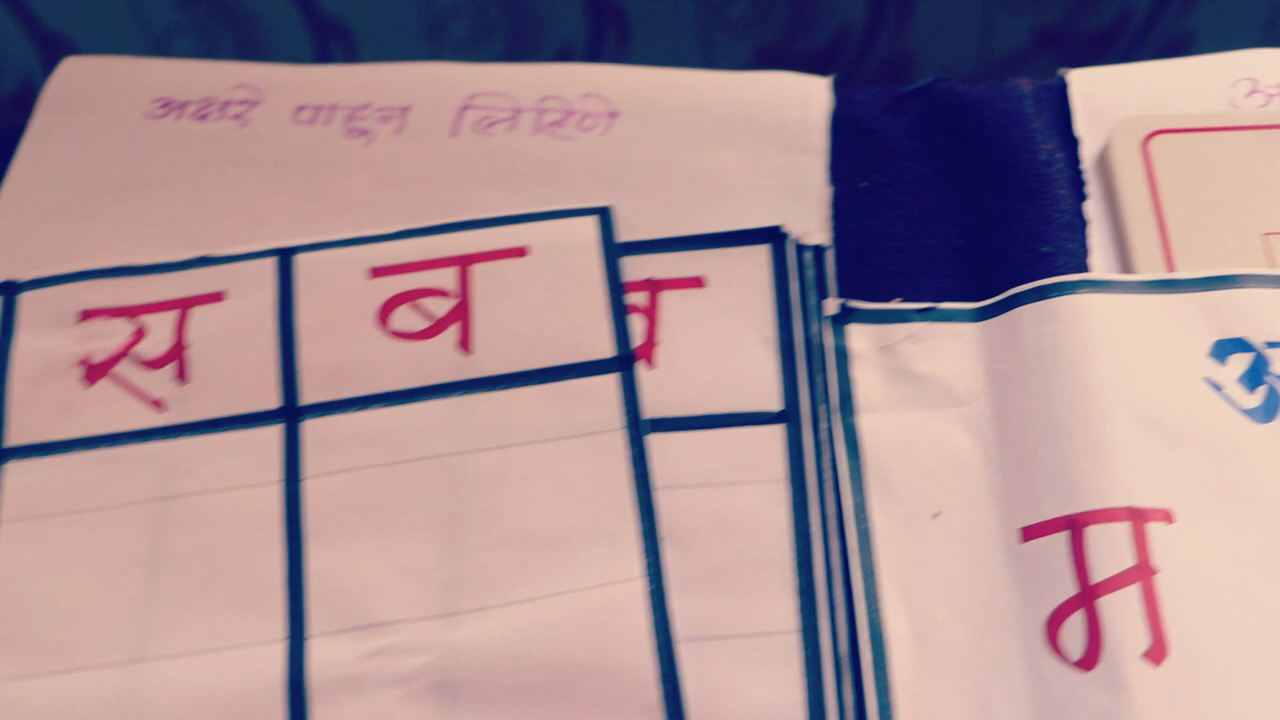 अक्षरे पाहून लिहिणे
स ब
म